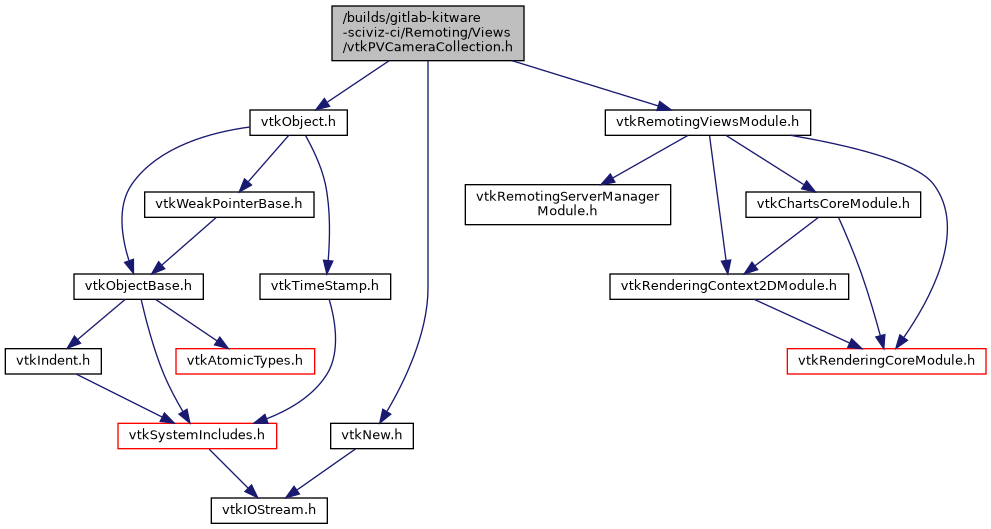 /builds/gitlab-kitware
-sciviz-ci/Remoting/Views
/vtkPVCameraCollection.h
vtkObject.h
vtkRemotingViewsModule.h
vtkWeakPointerBase.h
vtkRemotingServerManager
Module.h
vtkChartsCoreModule.h
vtkObjectBase.h
vtkTimeStamp.h
vtkRenderingContext2DModule.h
vtkIndent.h
vtkAtomicTypes.h
vtkRenderingCoreModule.h
vtkSystemIncludes.h
vtkNew.h
vtkIOStream.h